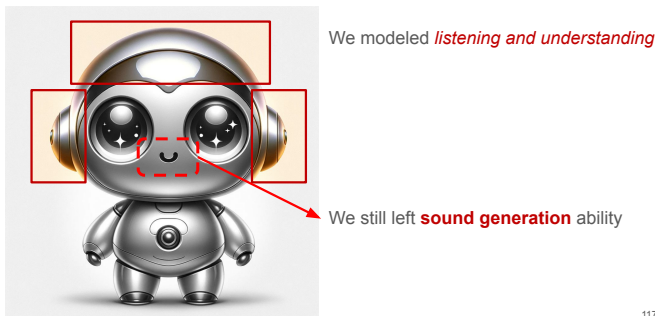 We modeled listening and understanding
We still left sound generation ability
117